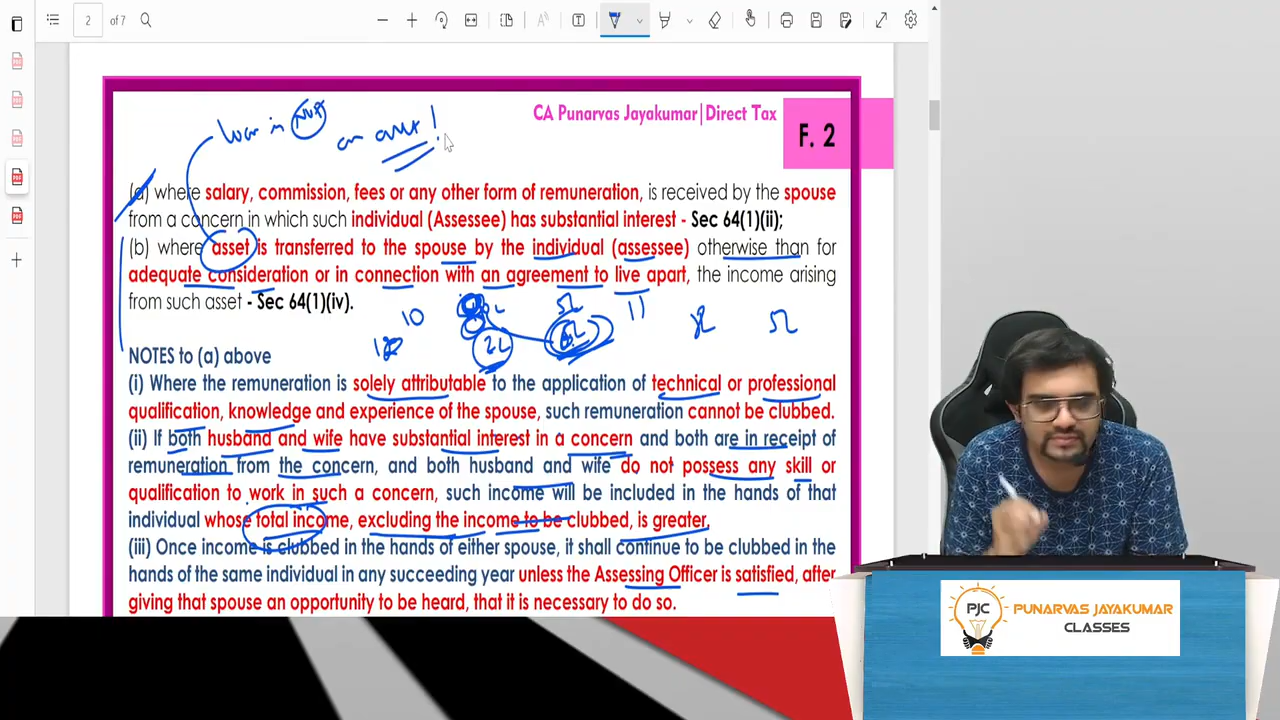 2
of 7
CA Punarvas Jayakumar|Direct Tax
F. 2
loan is NOT an asset!
(a) where salary, commission, fees or any other form of remuneration, is received by the spouse
from a concern in which such individual (Assessee) has substantial interest - Sec 64(1)(ii);
(b) where asset is transferred to the spouse by the individual (assessee) otherwise than for
adequate consideration or in connection with an agreement to live apart, the income arising
from such asset - Sec 64(1)(iv).
10
2L
NOTES to (a) above
(i) Where the remuneration is solely attributable to the application of technical or professional
qualification, knowledge and experience of the spouse, such remuneration cannot be clubbed.
(ii) If both husband and wife have substantial interest in a concern and both are in receipt of
remuneration from the concern, and both husband and wife do not possess any skill or
qualification to work in such a concern, such income will be included in the hands of that
individual whose total income, excluding the income to be clubbed, is greater.
(iii) Once income is clubbed in the hands of either spouse, it shall continue to be clubbed in the
hands of the same individual in any succeeding year unless the Assessing Officer is satisfied, after
giving that spouse an opportunity to be heard, that it is necessary to do so.
PJC
PUNARVAS JAYAKUMAR
CLASSES